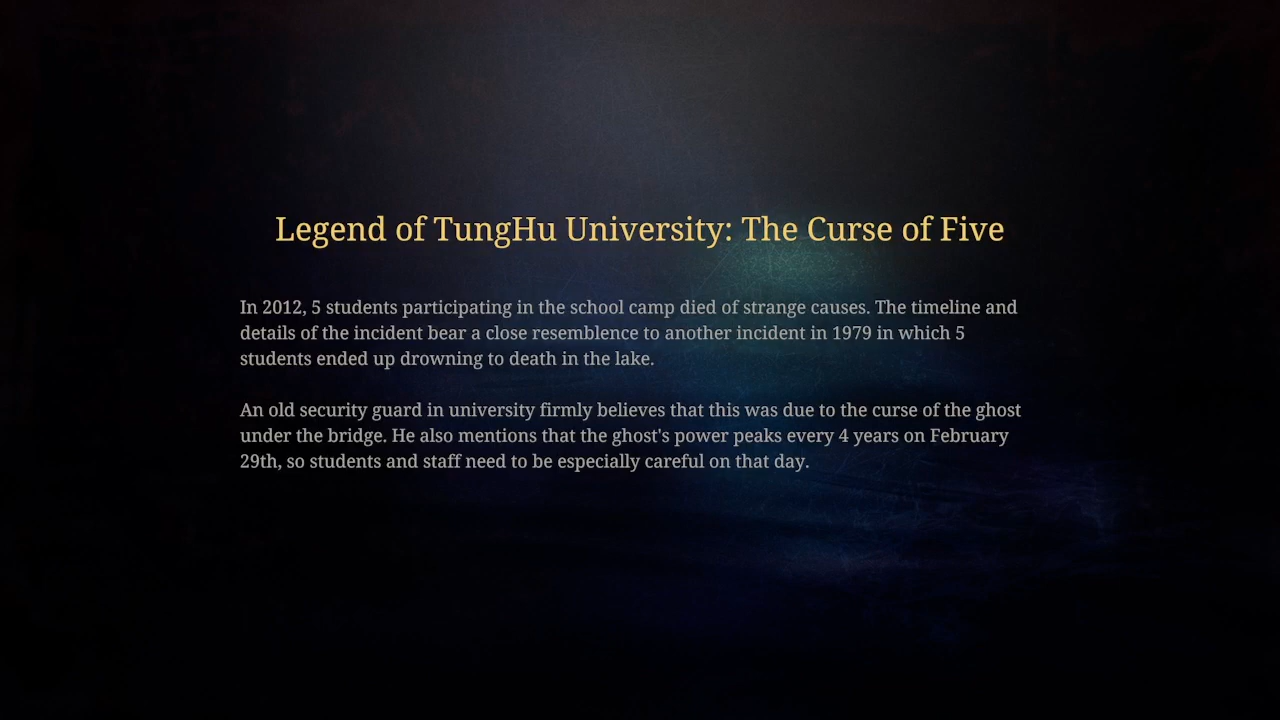 Legend of TungHu University: The Curse of Five
In 2012, 5 students participating in the school camp died of strange causes. The timeline and
details of the incident bear a close resemblence to another incident in 1979 in which 5
students ended up drowning to death in the lake.
An old security guard in university firmly believes that this was due to the curse of the ghost
under the bridge. He also mentions that the ghost's power peaks every 4 years on February
29th, so students and staff need to be especially careful on that day.